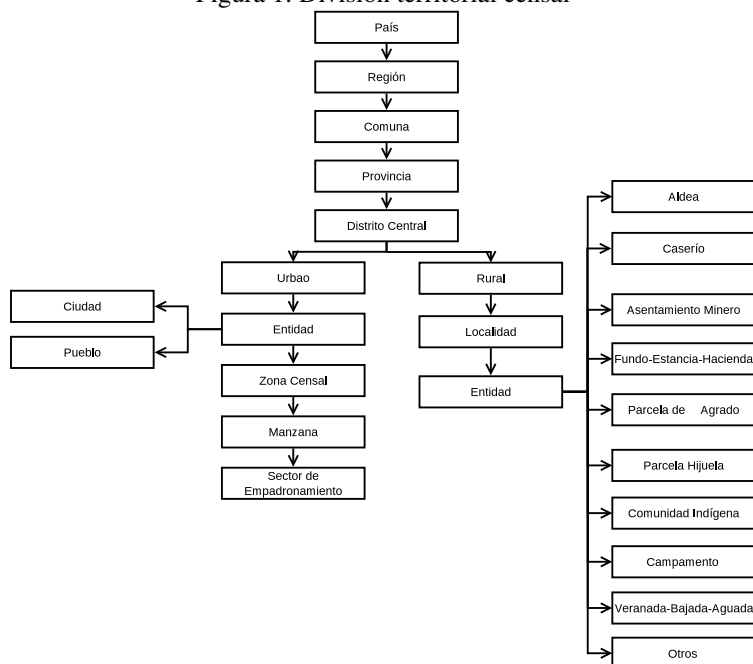 Figura 1: División territorial censal
País
Región
Comuna
Provincia
Distrito Central
Urbao
Rural
Ciudad
Pueblo
Entidad
Localidad
Zona Censal
Entidad
Manzana
Sector de
Empadronamiento
Aldea
Caserío
Asentamiento Minero
Fundo-Estancia-Hacienda
Parcela de Agrado
Parcela Hijuela
Comunidad Indígena
Campamento
Veranada-Bajada-Aguada
Otros